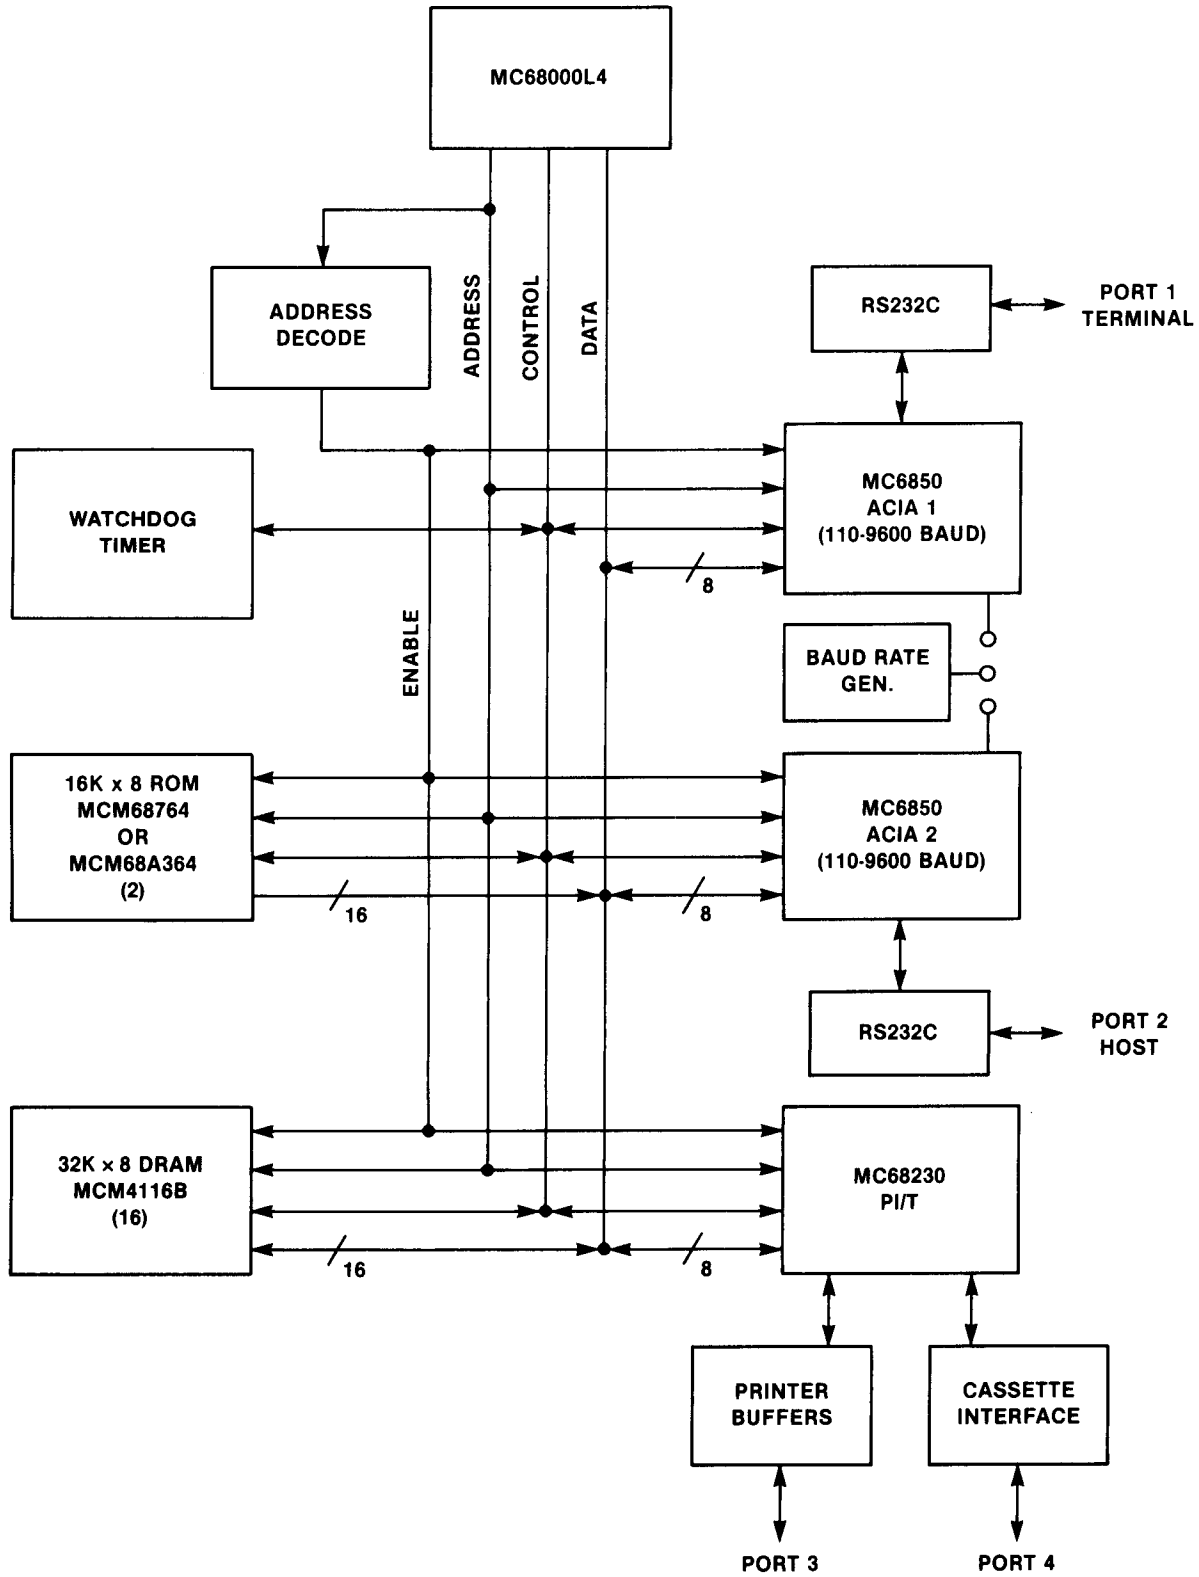 MC68000L4
ADDRESS
DECODE
ADDRESS
CONTROL
DATA
RS232C
PORT 1
TERMINAL
WATCHDOG
TIMER
MC6850
ACIA 1
(110-9600 BAUD)
8
ENABLE
BAUD RATE
GEN.
16K x 8 ROM
MCM68764
OR
MCM68A364
(2)
16
MC6850
ACIA 2
(110-9600 BAUD)
8
RS232C
PORT 2
HOST
32K × 8 DRAM
MCM4116B
(16)
16
MC68230
PI/T
8
PRINTER
BUFFERS
CASSETTE
INTERFACE
PORT 3
PORT 4